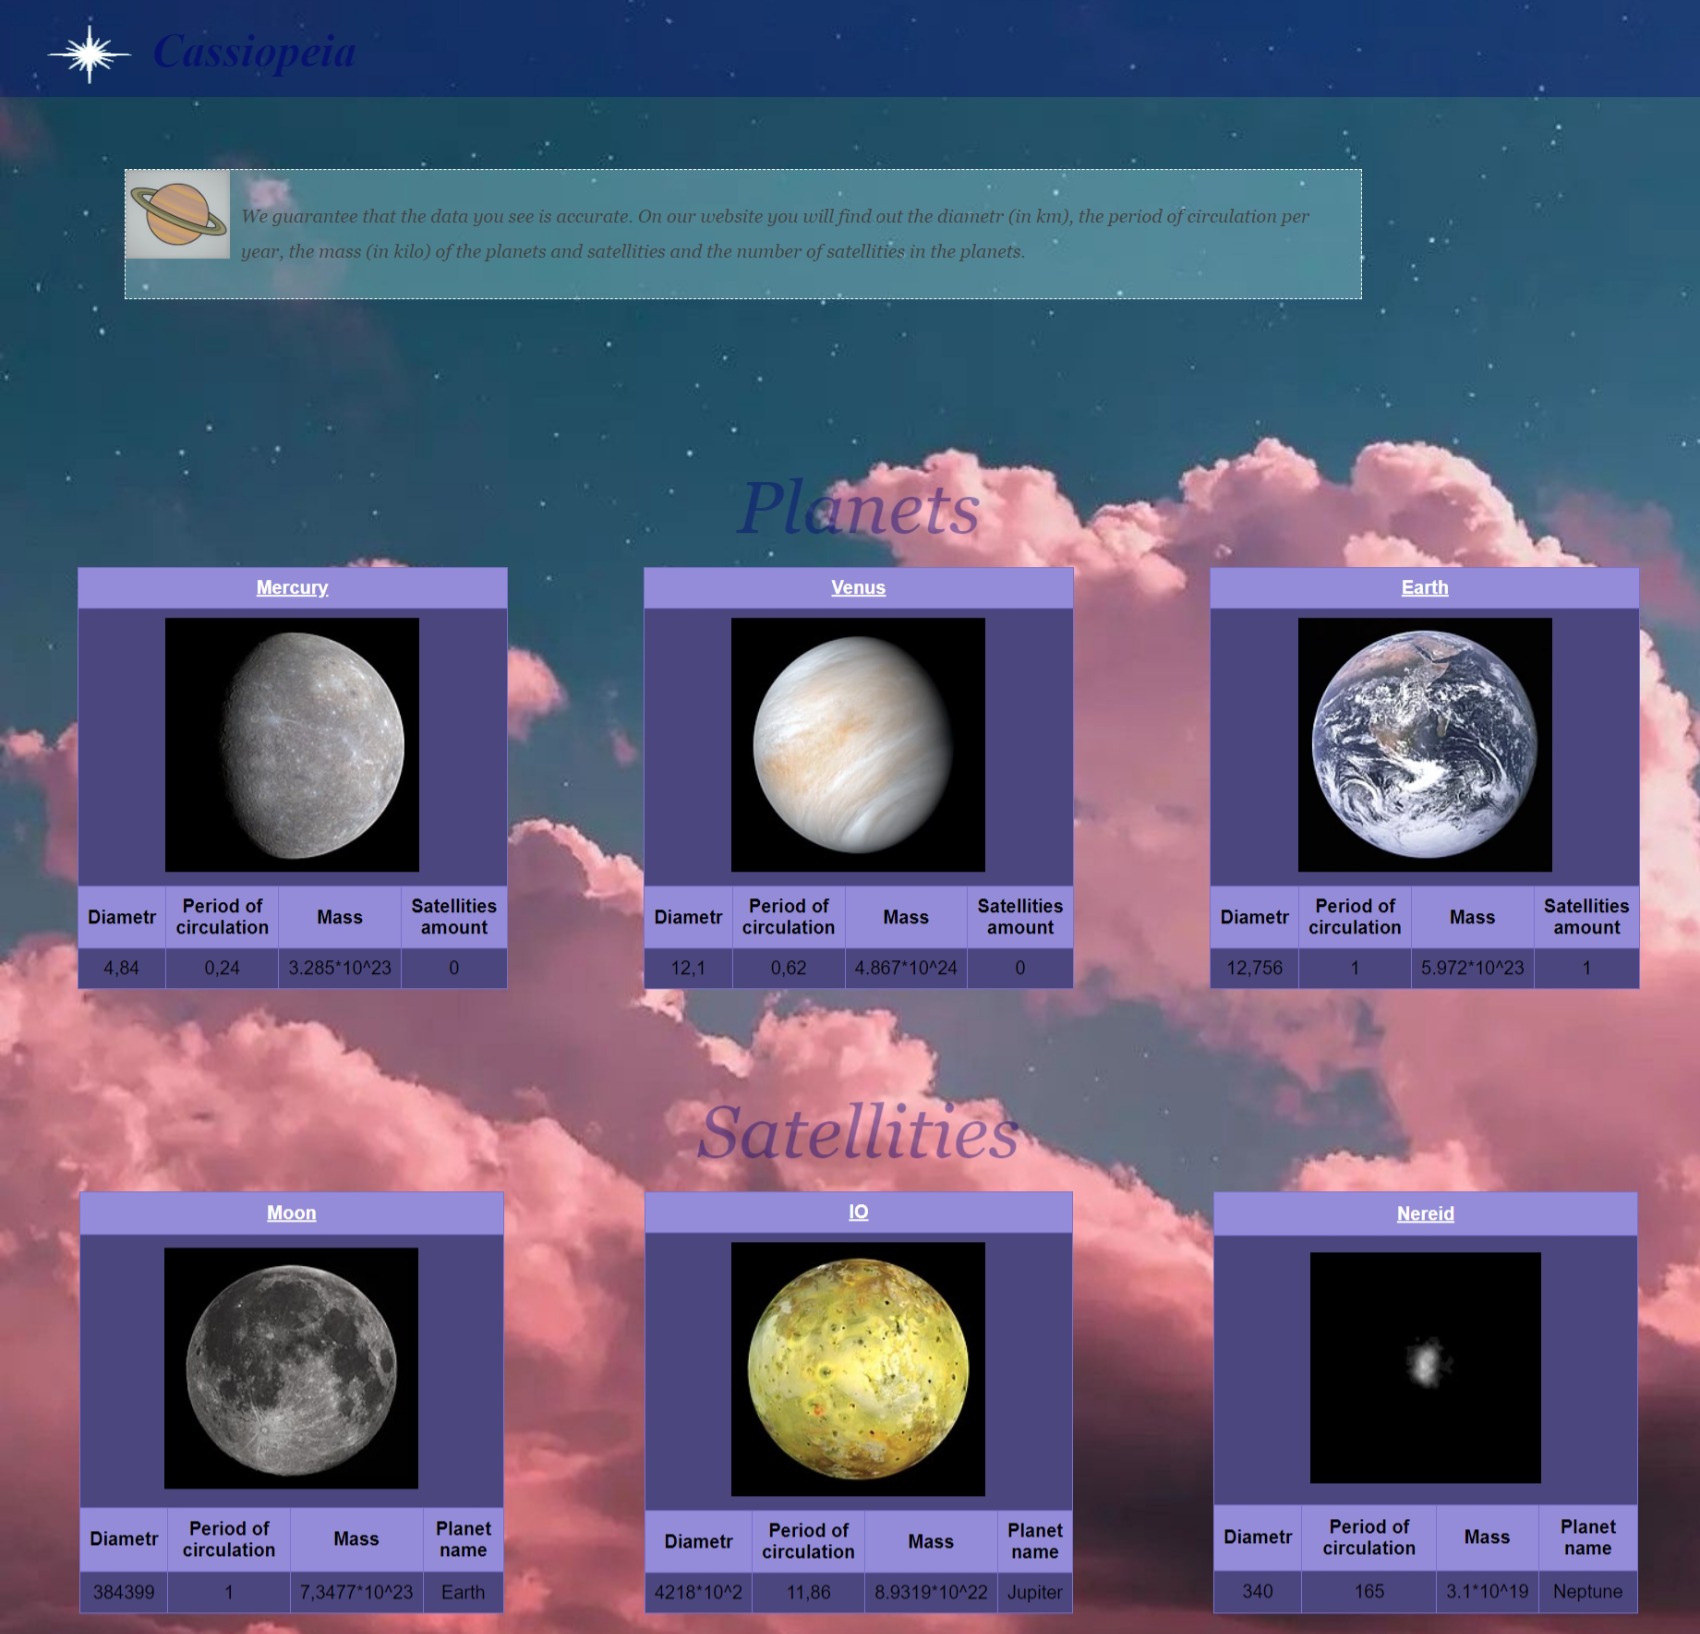 Cassiopeia
We guarantee that the data you see is accurate. On our website you will find out the diametr (in km), the period of circulation per
year, the mass (in kilo) of the planets and satellities and the number of satellities in the planets.
Planets
Mercury
Diametr Period of circulation Mass Satellities amount
4,84 0,24 3.285*10^23 0
Venus
Diametr Period of circulation Mass Satellities amount
12,1 0,62 4.867*10^24 0
Earth
Diametr Period of circulation Mass Satellities amount
12,756 1 5.972*10^23 1
Satellities
Moon
Diametr Period of circulation Mass Planet name
384399 1 7,3477*10^23 Earth
IO
Diametr Period of circulation Mass Planet name
4218*10^2 11,86 8.9319*10^22 Jupiter
Nereid
Diametr Period of circulation Mass Planet name
340 165 3.1*10^19 Neptune